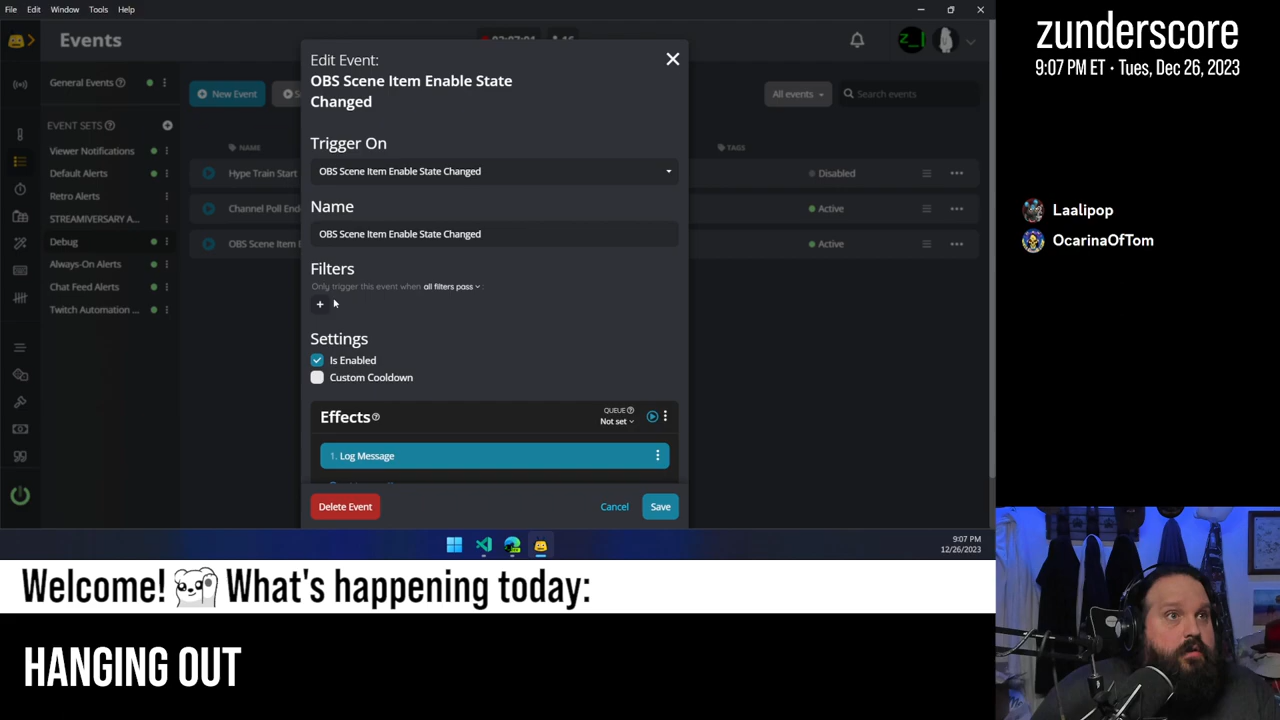 File Edit Window Tools Help
Events
General Events
EVENT SETS
Viewer Notifications
Default Alerts
Retro Alerts
STREAMIVERSARY A...
Debug
Always-On Alerts
Chat Feed Alerts
Twitch Automation ...
New Event
NAME
Hype Train Start
Channel Poll End
OBS Scene Item E
Edit Event:
OBS Scene Item Enable State
Changed
Trigger On
OBS Scene Item Enable State Changed
Name
OBS Scene Item Enable State Changed
Filters
Only trigger this event when all filters pass
Settings
Is Enabled
Custom Cooldown
Effects
QUEUE
Not set
1. Log Message
Delete Event
Cancel
Save
All events
Search events
TAGS
Disabled
Active
Active
9:07 PM
12/26/2023
zunderscore
9:07 PM ET • Tues, Dec 26, 2023
Laalipop
OcarinaOfTom
Welcome! What's happening today:
HANGING OUT